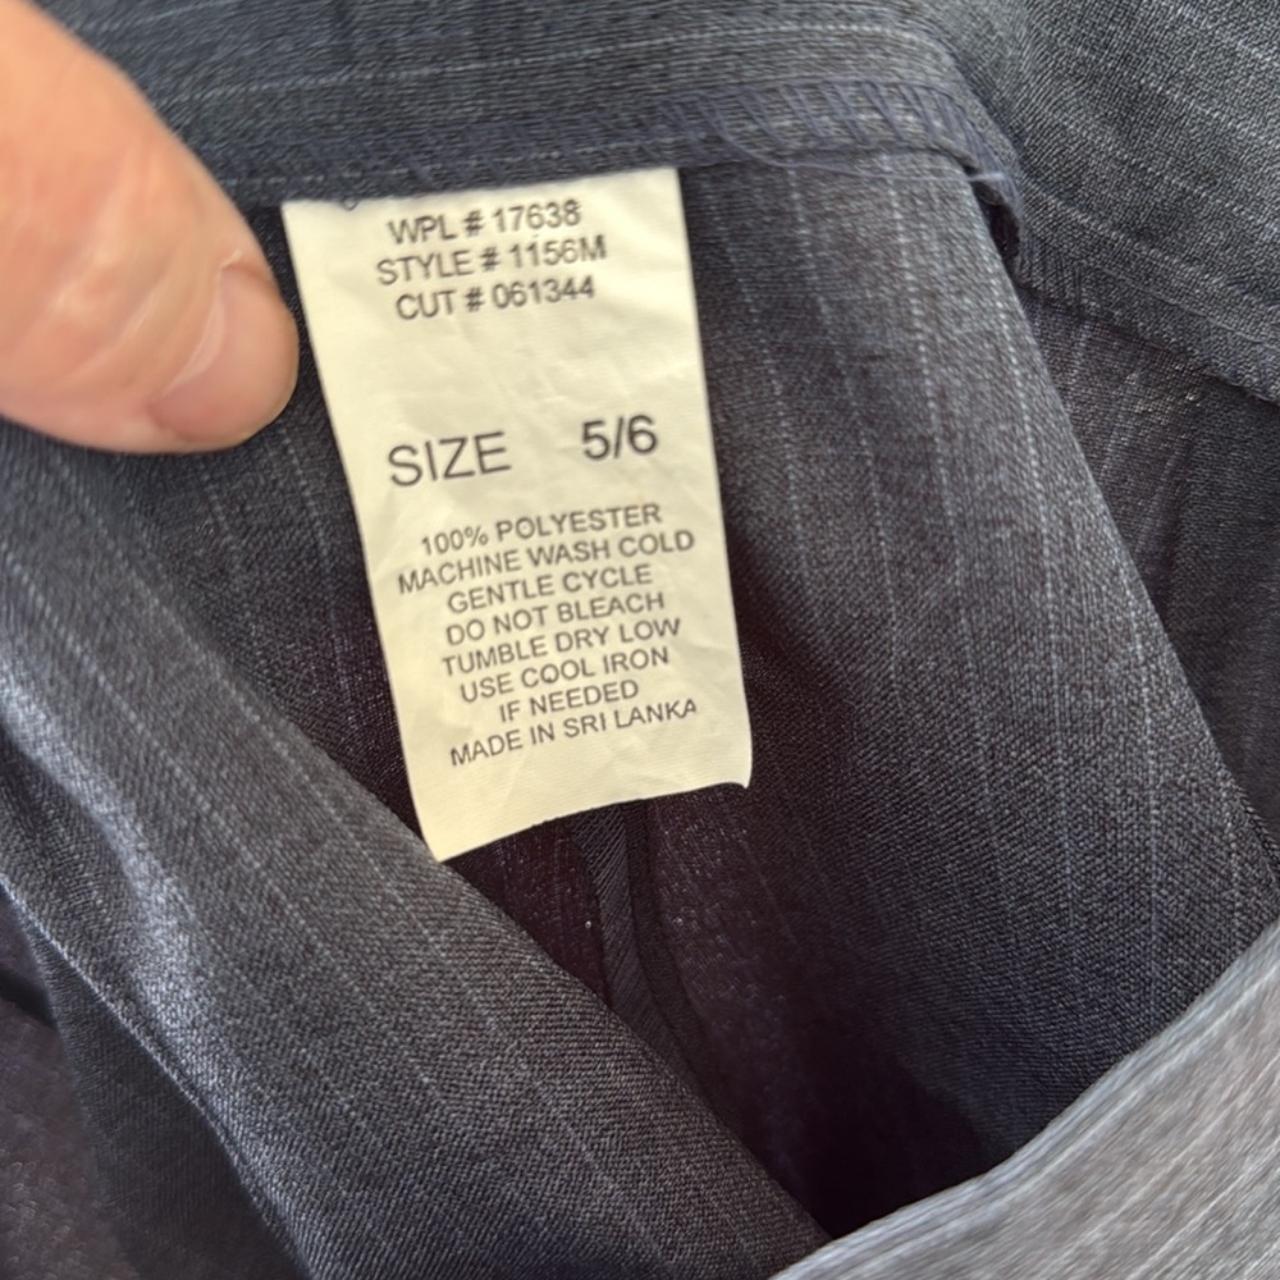 WPL # 17638
STYLE # 1156M
CUT # 061344
SIZE 5/6
100% POLYESTER
MACHINE WASH COLD
GENTLE CYCLE
DO NOT BLEACH
TUMBLE DRY LOW
USE COOL IRON
IF NEEDED
MADE IN SRI LANKA